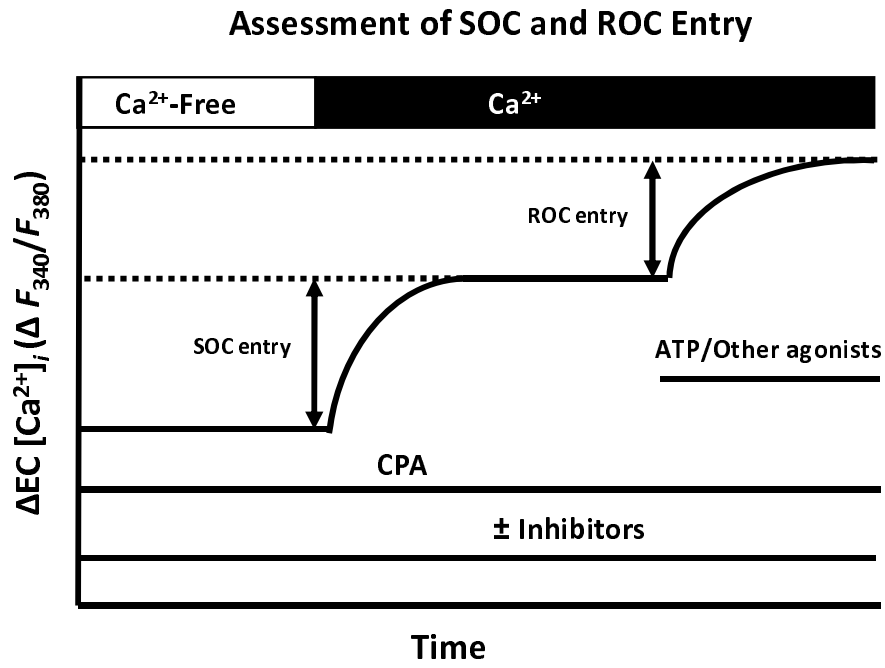 Assessment of SOC and ROC Entry
Ca²⁺-Free
Ca²⁺
ΔEC [Ca²⁺]ᵢ (Δ F₃₄₀/F₃₈₀)
ROC entry
SOC entry
ATP/Other agonists
CPA
± Inhibitors
Time